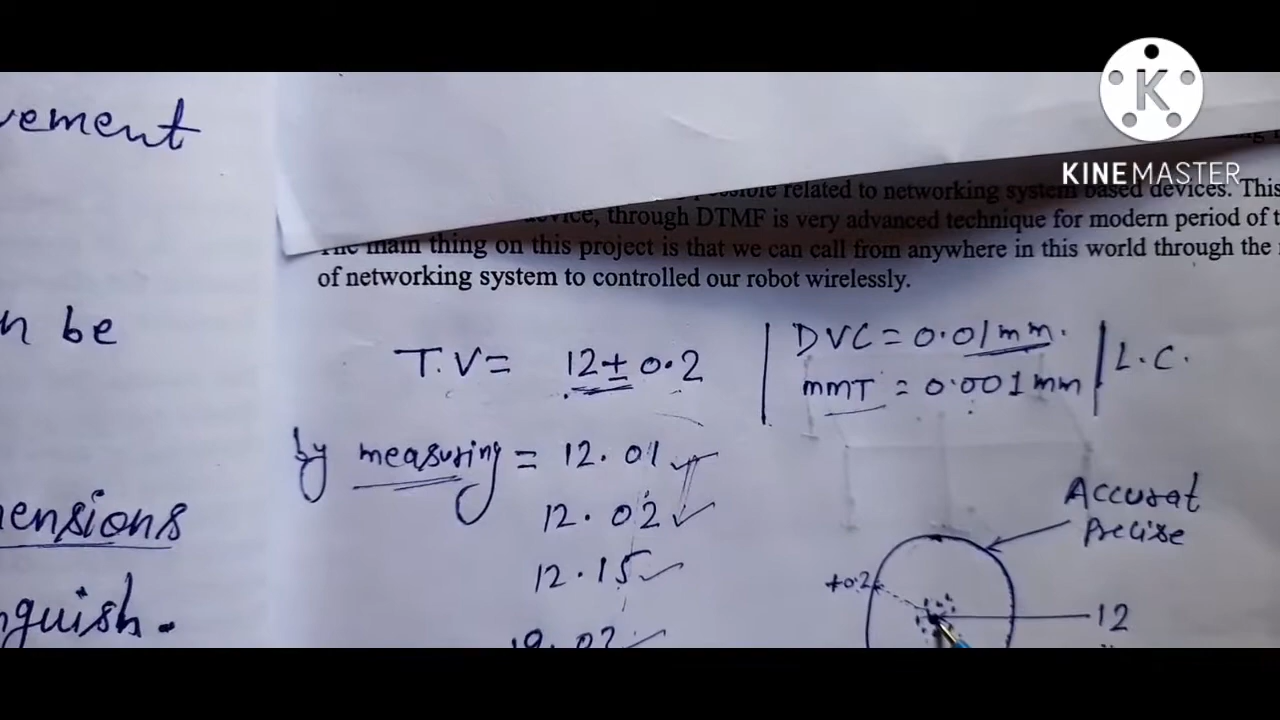 KINEMASTER
vement
n be
ensions
nguish.
related to networking system based devices. This
device, through DTMF is very advanced technique for modern period of t
The main thing on this project is that we can call from anywhere in this world through the
of networking system to controlled our robot wirelessly.
T.V = 12 ± 0.2
DVC = 0.01 mm.
mmT = 0.001 mm
L.C.
by measuring = 12.01
12.02
12.15
Accurat
Precise
+0.2
12